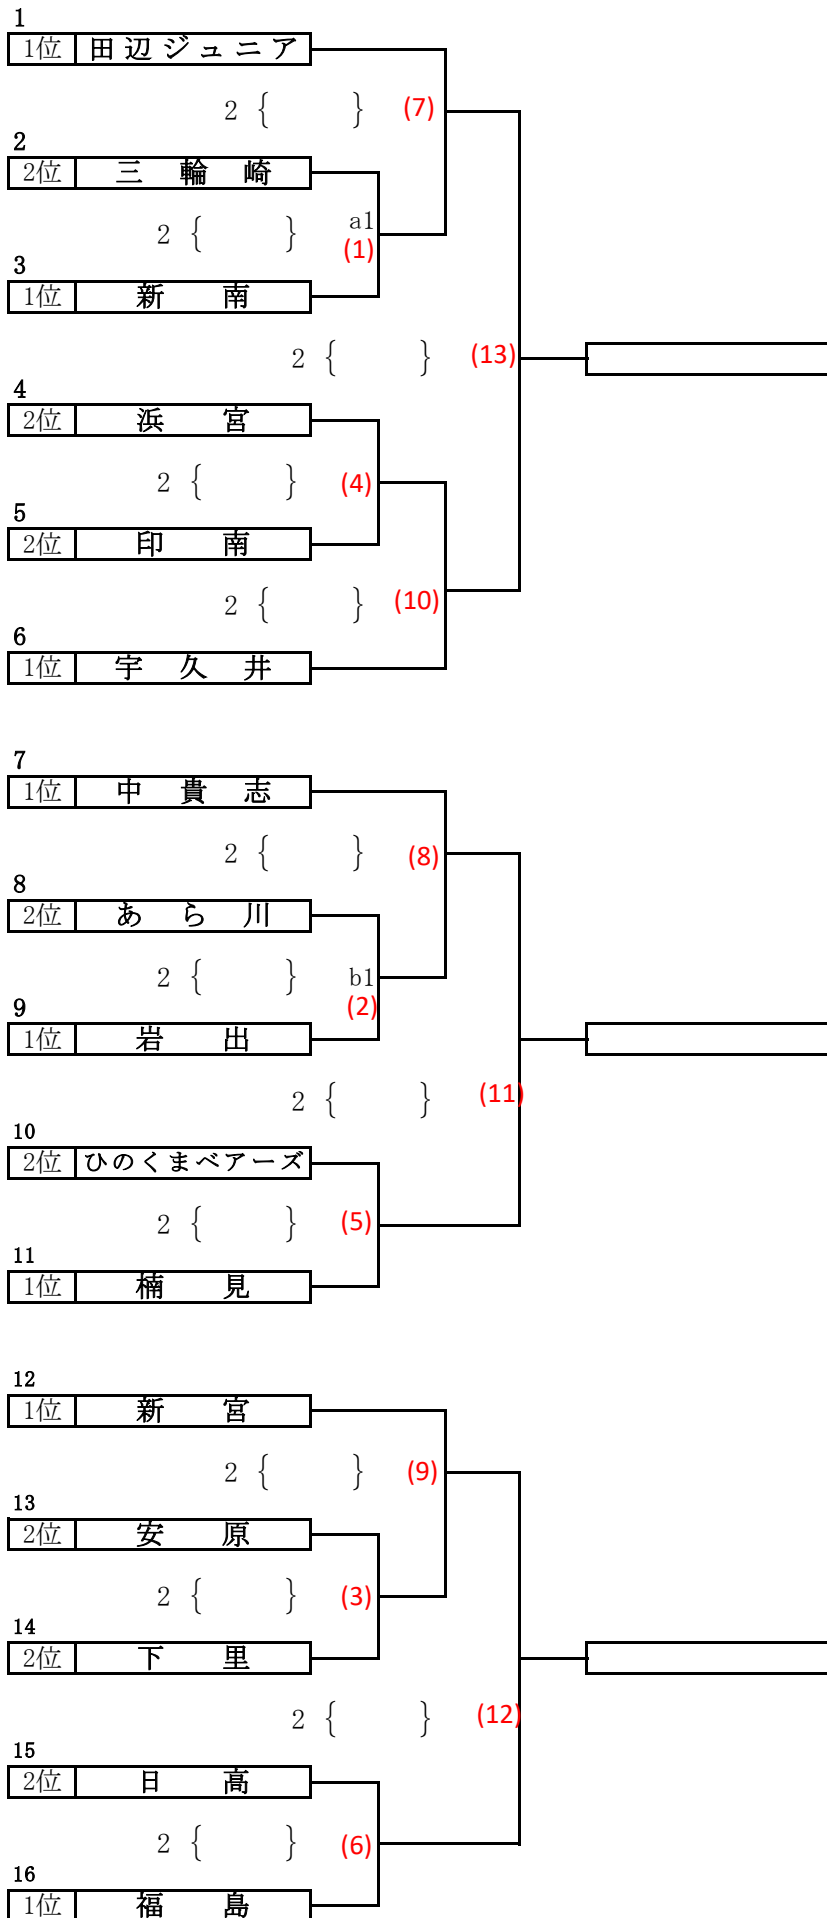 1
1位 田辺ジュニア
2 { } (7)
2
2位 三輪崎
a1
2 { } (1)
3
1位 新南
2 { } (13)
4
2位 浜宮
2 { } (4)
5
2位 印南
2 { } (10)
6
1位 宇久井
7
1位 中貴志
2 { } (8)
8
2位 あら川
2 { } b1
(2)
9
1位 岩出
2 { } (11)
10
2位 ひのくまベアーズ
2 { } (5)
11
1位 楠見
12
1位 新宮
2 { } (9)
13
2位 安原
2 { } (3)
14
2位 下里
2 { } (12)
15
2位 日高
2 { } (6)
16
1位 福島